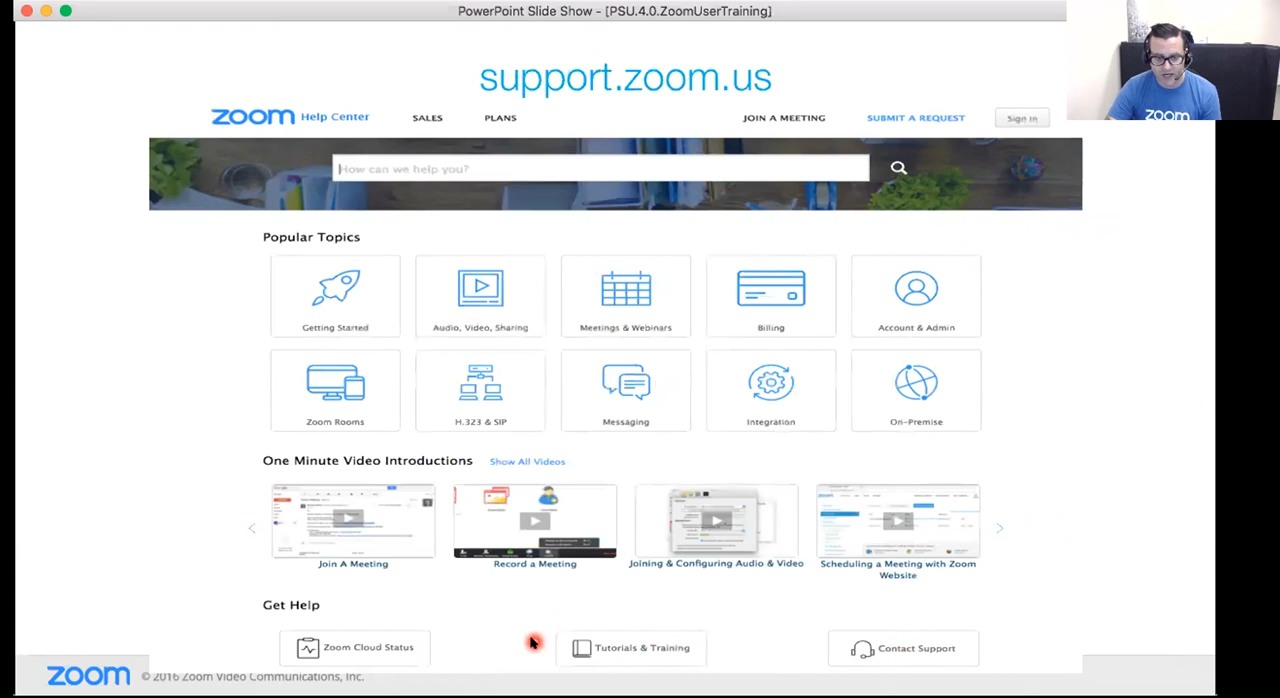 PowerPoint Slide Show - [PSU.4.0.ZoomUserTraining]
support.zoom.us
zoom Help Center SALES PLANS JOIN A MEETING SUBMIT A REQUEST Sign In
How can we help you?
Popular Topics
Getting Started Audio, Video, Sharing Meetings & Webinars Billing Account & Admin
Zoom Rooms H.323 & SIP Messaging Integration On-Premise
One Minute Video Introductions Show All Videos
Join A Meeting Record a Meeting Joining & Configuring Audio & Video Scheduling a Meeting with Zoom
Website
Get Help
Zoom Cloud Status Tutorials & Training Contact Support
zoom © 2016 Zoom Video Communications, Inc.
zoom